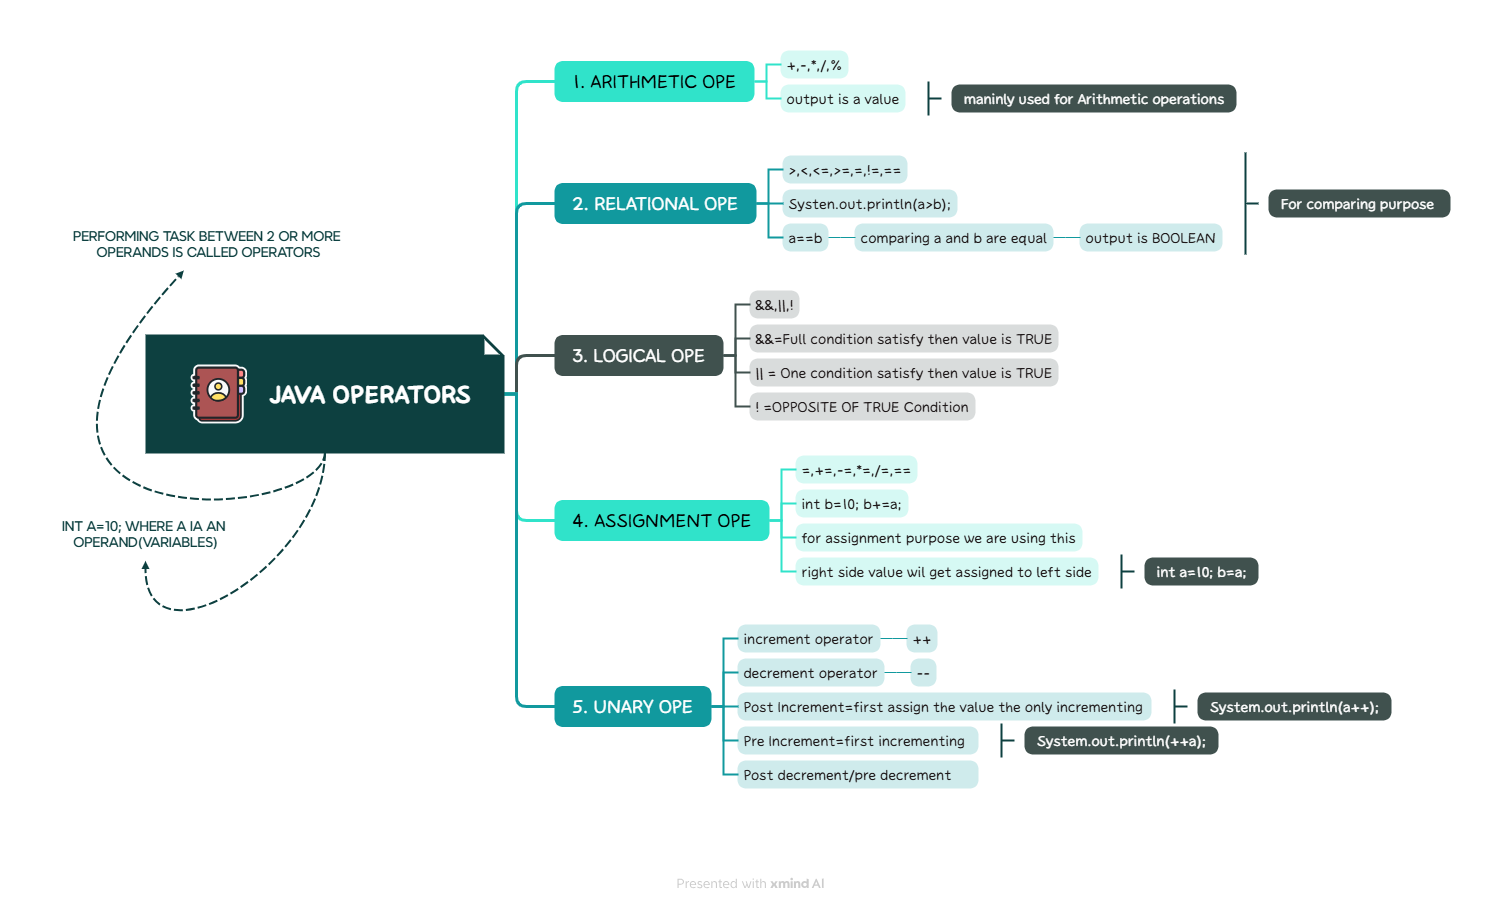 PERFORMING TASK BETWEEN 2 OR MORE
OPERANDS IS CALLED OPERATORS
JAVA OPERATORS
INT A=10; WHERE A IA AN
OPERAND(VARIABLES)
1. ARITHMETIC OPE
+,-,*,/,%
output is a value
maninly used for Arithmetic operations
2. RELATIONAL OPE
>,<,<=,>=,=,!=,==
Systen.out.println(a>b);
a==b
comparing a and b are equal
output is BOOLEAN
For comparing purpose
3. LOGICAL OPE
&&,||,!
&&=Full condition satisfy then value is TRUE
|| = One condition satisfy then value is TRUE
! =OPPOSITE OF TRUE Condition
4. ASSIGNMENT OPE
=,+=,-=,*=,/=,==
int b=10; b+=a;
for assignment purpose we are using this
right side value wil get assigned to left side
int a=10; b=a;
5. UNARY OPE
increment operator
++
decrement operator
--
Post Increment=first assign the value the only incrementing
System.out.println(a++);
Pre Increment=first incrementing
System.out.println(++a);
Post decrement/pre decrement
Presented with xmind AI